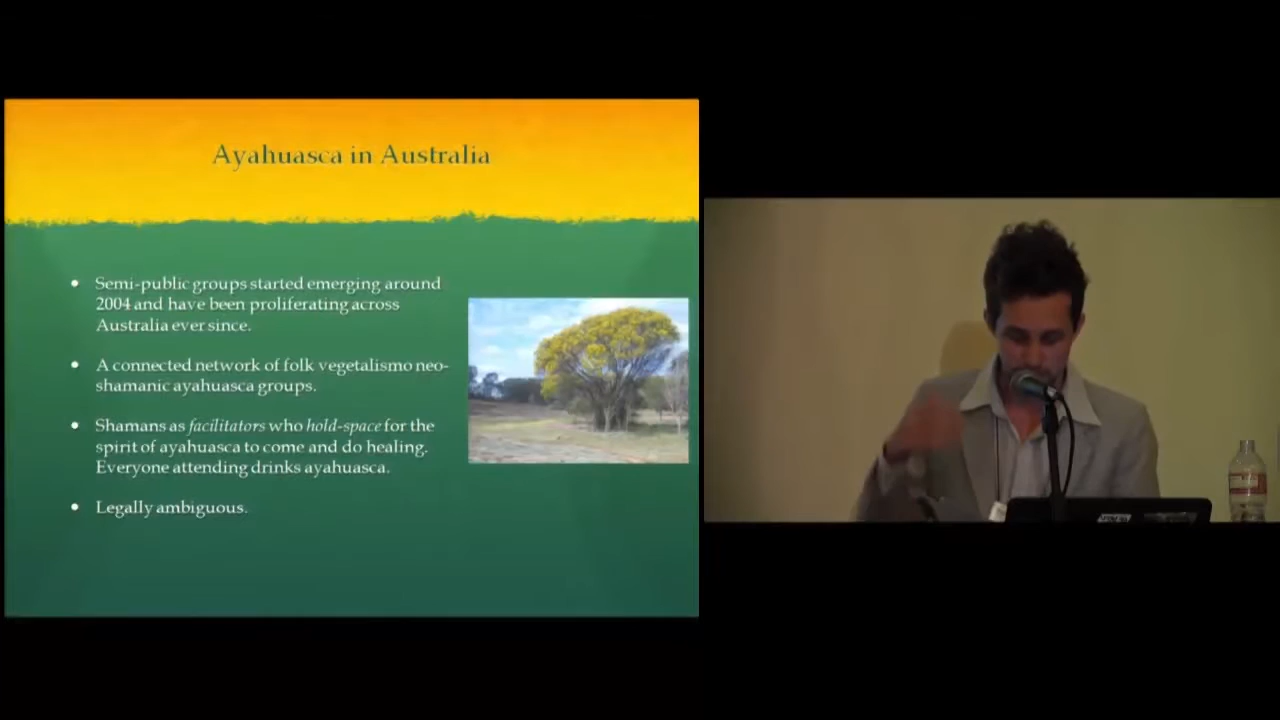 Ayahuasca in Australia
• Semi-public groups started emerging around
2004 and have been proliferating across
Australia ever since.
• A connected network of folk vegetalismo neo-
shamanic ayahuasca groups.
• Shamans as facilitators who hold-space for the
spirit of ayahuasca to come and do healing.
Everyone attending drinks ayahuasca.
• Legally ambiguous.